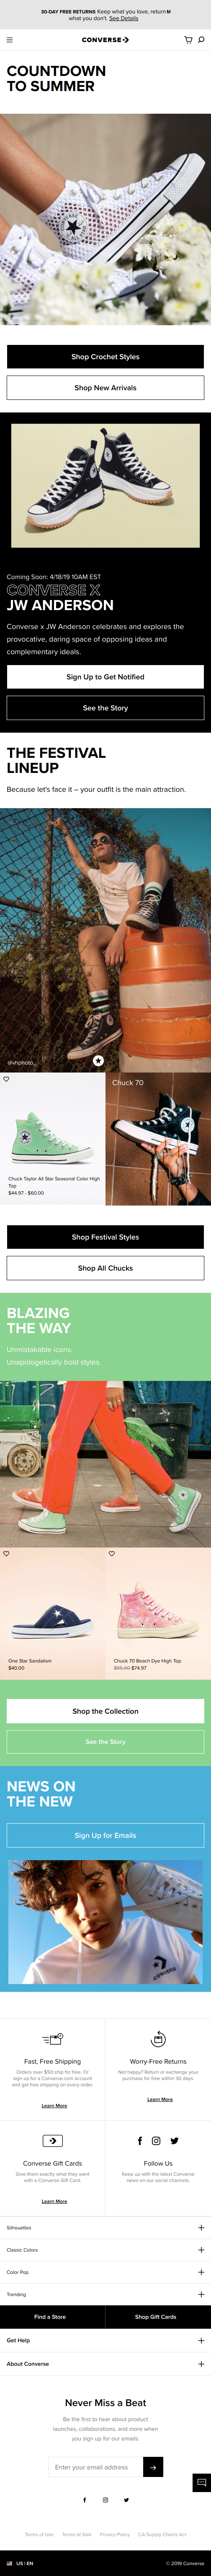 30-DAY FREE RETURNS Keep what you love, return
what you don't. See Details
CONVERSE
COUNTDOWN
TO SUMMER
Shop Crochet Styles
Shop New Arrivals
Coming Soon: 4/18/19 10AM EST
CONVERSE X
JW ANDERSON
Converse x JW Anderson celebrates and explores the
provocative, daring space of opposing ideas and
complementary ideals.
Sign Up to Get Notified
See the Story
THE FESTIVAL
LINEUP
Because let's face it – your outfit is the main attraction.
@vnphoto_
Chuck 70
Chuck Taylor All Star Seasonal Color High
Top
$44.97 - $60.00
Shop Festival Styles
Shop All Chucks
BLAZING
THE WAY
Unmistakable icons.
Unapologetically bold styles.
One Star Sandalism
$40.00
Chuck 70 Beach Dye High Top
$74.97
Shop the Collection
See the Story
NEWS ON
THE NEW
Sign Up for Emails
CONVERSE
Fast, Free Shipping
Orders over $50 ship for free. Or
sign up for a Converse.com account
and get free shipping on every order.
Learn More
Worry-Free Returns
Not happy? Return or exchange your
purchase for free within 30 days.
Learn More
Converse Gift Cards
Give them exactly what they want
with a Converse Gift Card.
Learn More
Follow Us
Keep up with the latest Converse
news on our social channels.
Silhouettes
Classic Colors
Color Pop
Trending
Find a Store
Shop Gift Cards
Get Help
About Converse
Never Miss a Beat
Be the first to hear about product
launches, collaborations, and more when
you sign up for our emails.
Enter your email address
Terms of Use
Terms of Sale
Privacy Policy
CA Supply Chains Act
US | EN
© 2019 Converse